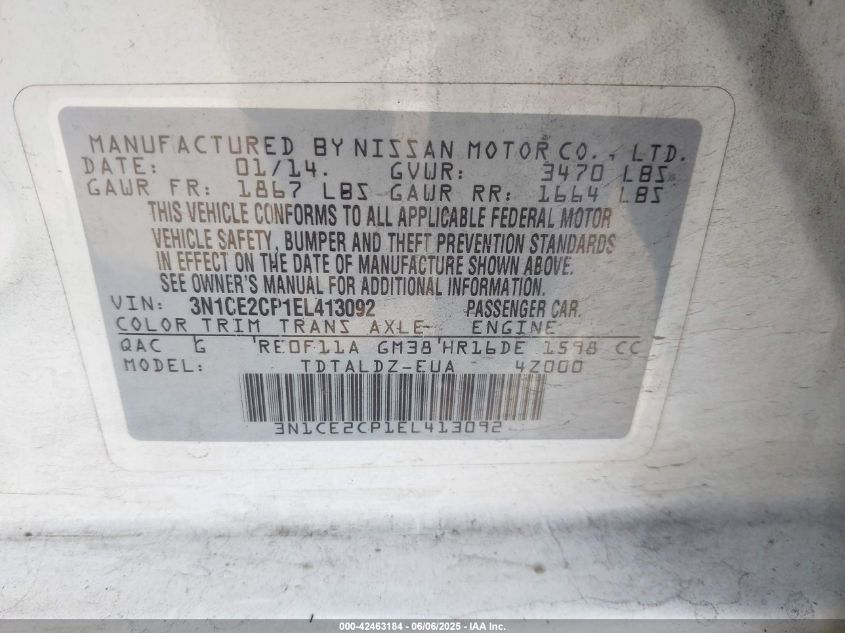 MANUFACTURED BY NISSAN MOTOR CO., LTD.
DATE: 01/14. GVWR: 3470 LBS
GAWR FR: 1867 LBS GAWR RR: 1664 LBS
THIS VEHICLE CONFORMS TO ALL APPLICABLE FEDERAL MOTOR
VEHICLE SAFETY, BUMPER AND THEFT PREVENTION STANDARDS
IN EFFECT ON THE DATE OF MANUFACTURE SHOWN ABOVE.
SEE OWNER'S MANUAL FOR ADDITIONAL INFORMATION.
VIN: 3N1CE2CP1EL413092 PASSENGER CAR.
COLOR TRIM TRANS AXLE ENGINE
QAC G RE0F11A GM38 HR16DE 1598 CC
MODEL: TDTALDZ-EUA 4Z000
3N1CE2CP1EL413092
000-42463184 - 06/06/2025 - IAA Inc.